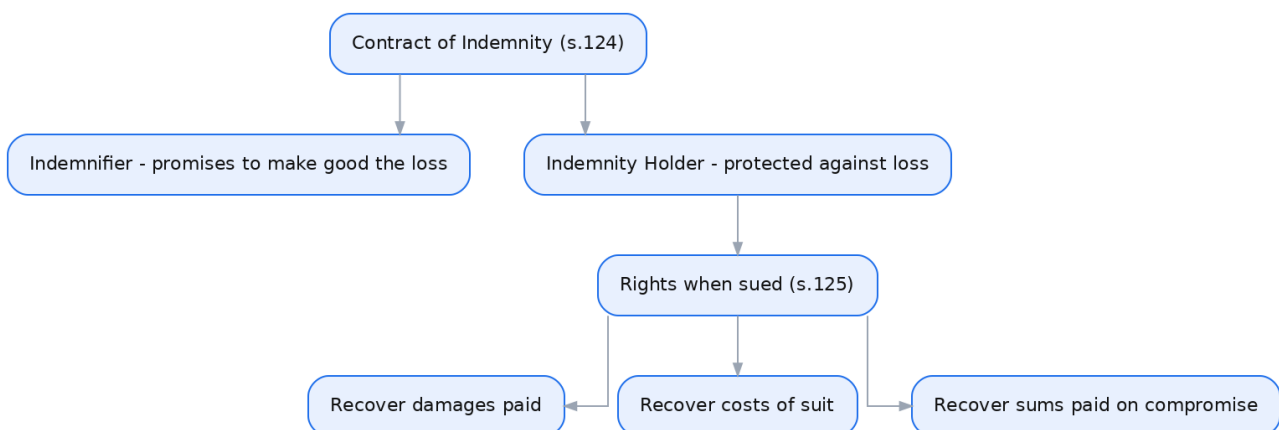 Contract of Indemnity (s.124)
Indemnifier - promises to make good the loss
Indemnity Holder - protected against loss
Rights when sued (s.125)
Recover damages paid
Recover costs of suit
Recover sums paid on compromise